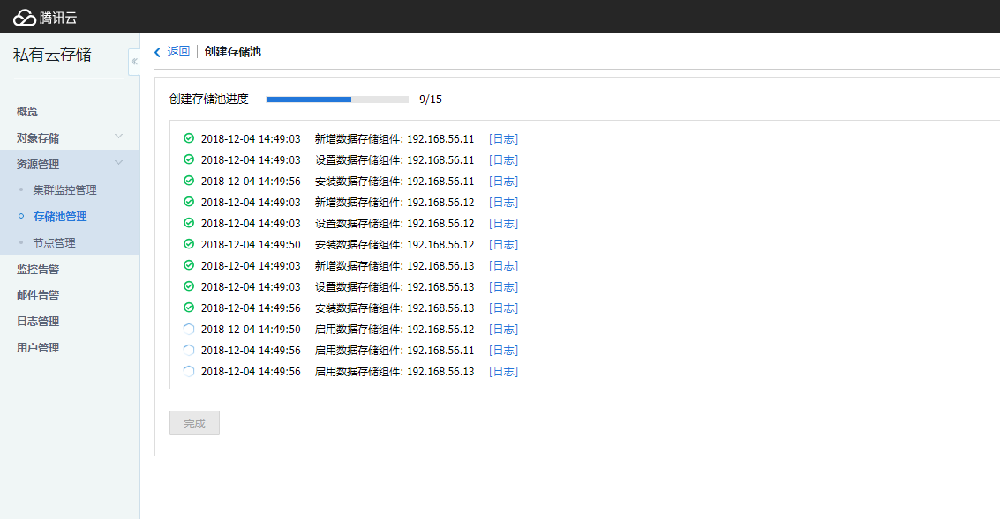 腾讯云
私有云存储
概览
对象存储
资源管理
集群监控管理
存储池管理
节点管理
监控告警
邮件告警
日志管理
用户管理
返回 创建存储池
创建存储池进度 9/15
2018-12-04 14:49:03 新增数据存储组件: 192.168.56.11 [日志]
2018-12-04 14:49:03 设置数据存储组件: 192.168.56.11 [日志]
2018-12-04 14:49:56 安装数据存储组件: 192.168.56.11 [日志]
2018-12-04 14:49:03 新增数据存储组件: 192.168.56.12 [日志]
2018-12-04 14:49:03 设置数据存储组件: 192.168.56.12 [日志]
2018-12-04 14:49:50 安装数据存储组件: 192.168.56.12 [日志]
2018-12-04 14:49:03 新增数据存储组件: 192.168.56.13 [日志]
2018-12-04 14:49:03 设置数据存储组件: 192.168.56.13 [日志]
2018-12-04 14:49:56 安装数据存储组件: 192.168.56.13 [日志]
2018-12-04 14:49:50 启用数据存储组件: 192.168.56.12 [日志]
2018-12-04 14:49:56 启用数据存储组件: 192.168.56.11 [日志]
2018-12-04 14:49:56 启用数据存储组件: 192.168.56.13 [日志]
完成